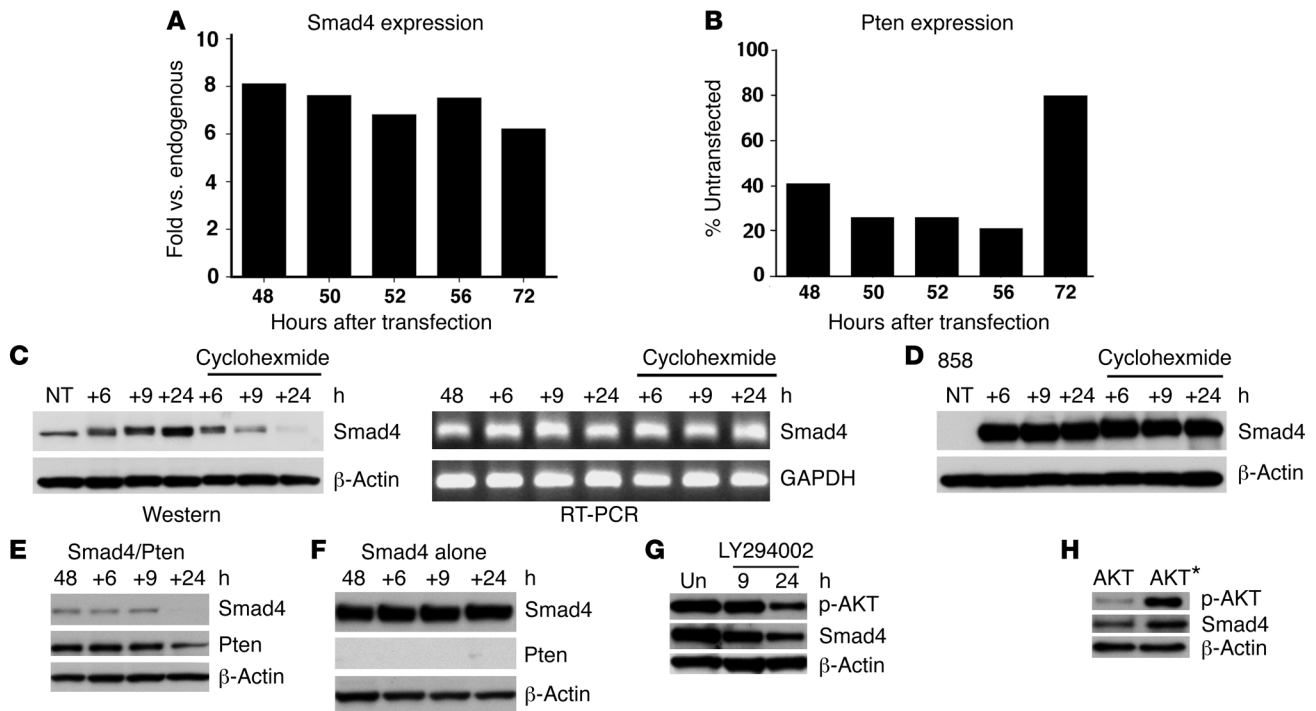 A Smad4 expression
Fold vs. endogenous
10
8
6
4
2
0
48 50 52 56 72
Hours after transfection
B Pten expression
% Untransfected
100
80
60
40
20
0
48 50 52 56 72
Hours after transfection
C
Cyclohexmide
NT +6 +9 +24 +6 +9 +24 h
Smad4
β-Actin
Western
Cyclohexmide
48 +6 +9 +24 +6 +9 +24 h
Smad4
GAPDH
RT-PCR
D 858
Cyclohexmide
NT +6 +9 +24 +6 +9 +24 h
Smad4
β-Actin
E Smad4/Pten
48 +6 +9 +24 h
Smad4
Pten
β-Actin
F Smad4 alone
48 +6 +9 +24 h
Smad4
Pten
β-Actin
G LY294002
Un 9 24 h
p-AKT
Smad4
β-Actin
H
AKT AKT*
p-AKT
Smad4
β-Actin